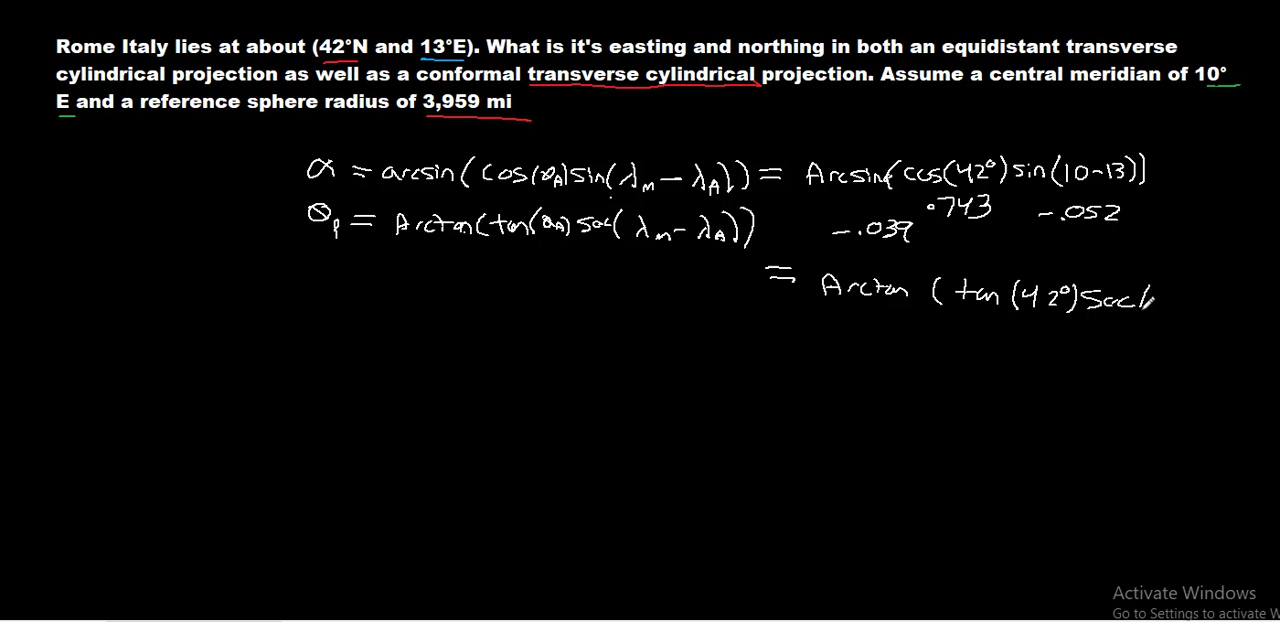 Rome Italy lies at about (42°N and 13°E). What is it's easting and northing in both an equidistant transverse
cylindrical projection as well as a conformal transverse cylindrical projection. Assume a central meridian of 10°
E and a reference sphere radius of 3,959 mi
α = arcsin(cos(θA)sin(λm-λA)) = Arcsin(cos(42°)sin(10-13))
.743 -.052
-.039
θp = Arctan(tan(θA)sec(λm-λA))
= Arctan (tan(42°)sec(
Activate Windows
Go to Settings to activate W